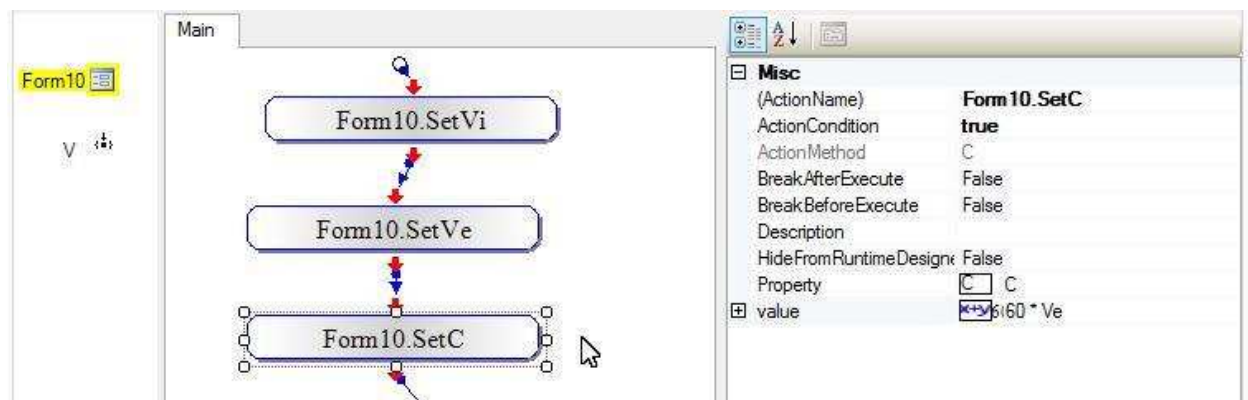 Main
Form10
V
Form10.SetVi
Form10.SetVe
Form10.SetC
Misc
(ActionName) Form10.SetC
ActionCondition true
ActionMethod C
BreakAfterExecute False
BreakBeforeExecute False
Description
HideFromRuntimeDesigne False
Property C C
value 60 * Ve